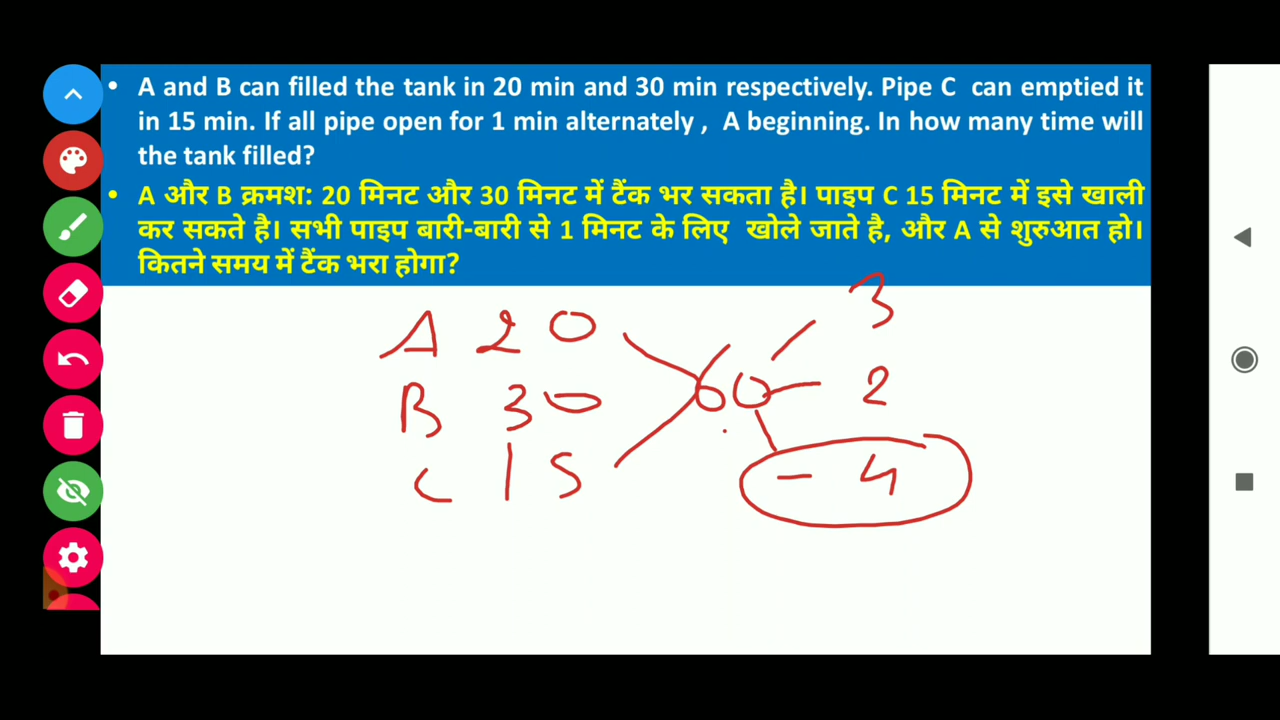 • A and B can filled the tank in 20 min and 30 min respectively. Pipe C can emptied it
in 15 min. If all pipe open for 1 min alternately , A beginning. In how many time will
the tank filled?
• A और B क्रमश: 20 मिनट और 30 मिनट में टैंक भर सकता है। पाइप C 15 मिनट में इसे खाली
कर सकते है। सभी पाइप बारी-बारी से 1 मिनट के लिए खोले जाते है, और A से शुरुआत हो।
कितने समय में टैंक भरा होगा?
A 20 3
B 30 60 2
C 15 - 4